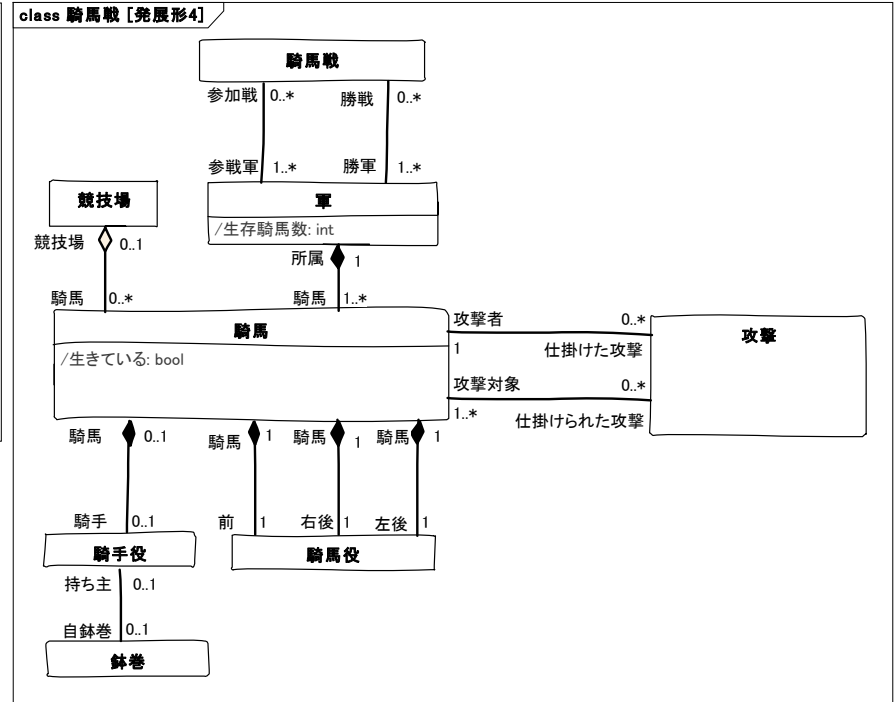 class 騎馬戦 [発展形4]
騎馬戦
参加戦 0..* 勝戦 0..*
参戦軍 1..* 勝軍 1..*
競技場
軍
/生存騎馬数: int
競技場 0..1
所属 1
騎馬 0..*
騎馬 1..*
騎馬
/生きている: bool
攻撃者 0..*
1 仕掛けた攻撃
攻撃対象 0..*
1..* 仕掛けられた攻撃
攻撃
騎馬 0..1
騎馬 1 騎馬 1 騎馬 1
騎手 0..1
前 1 右後 1 左後 1
騎手役
騎馬役
持ち主 0..1
自鉢巻 0..1
鉢巻